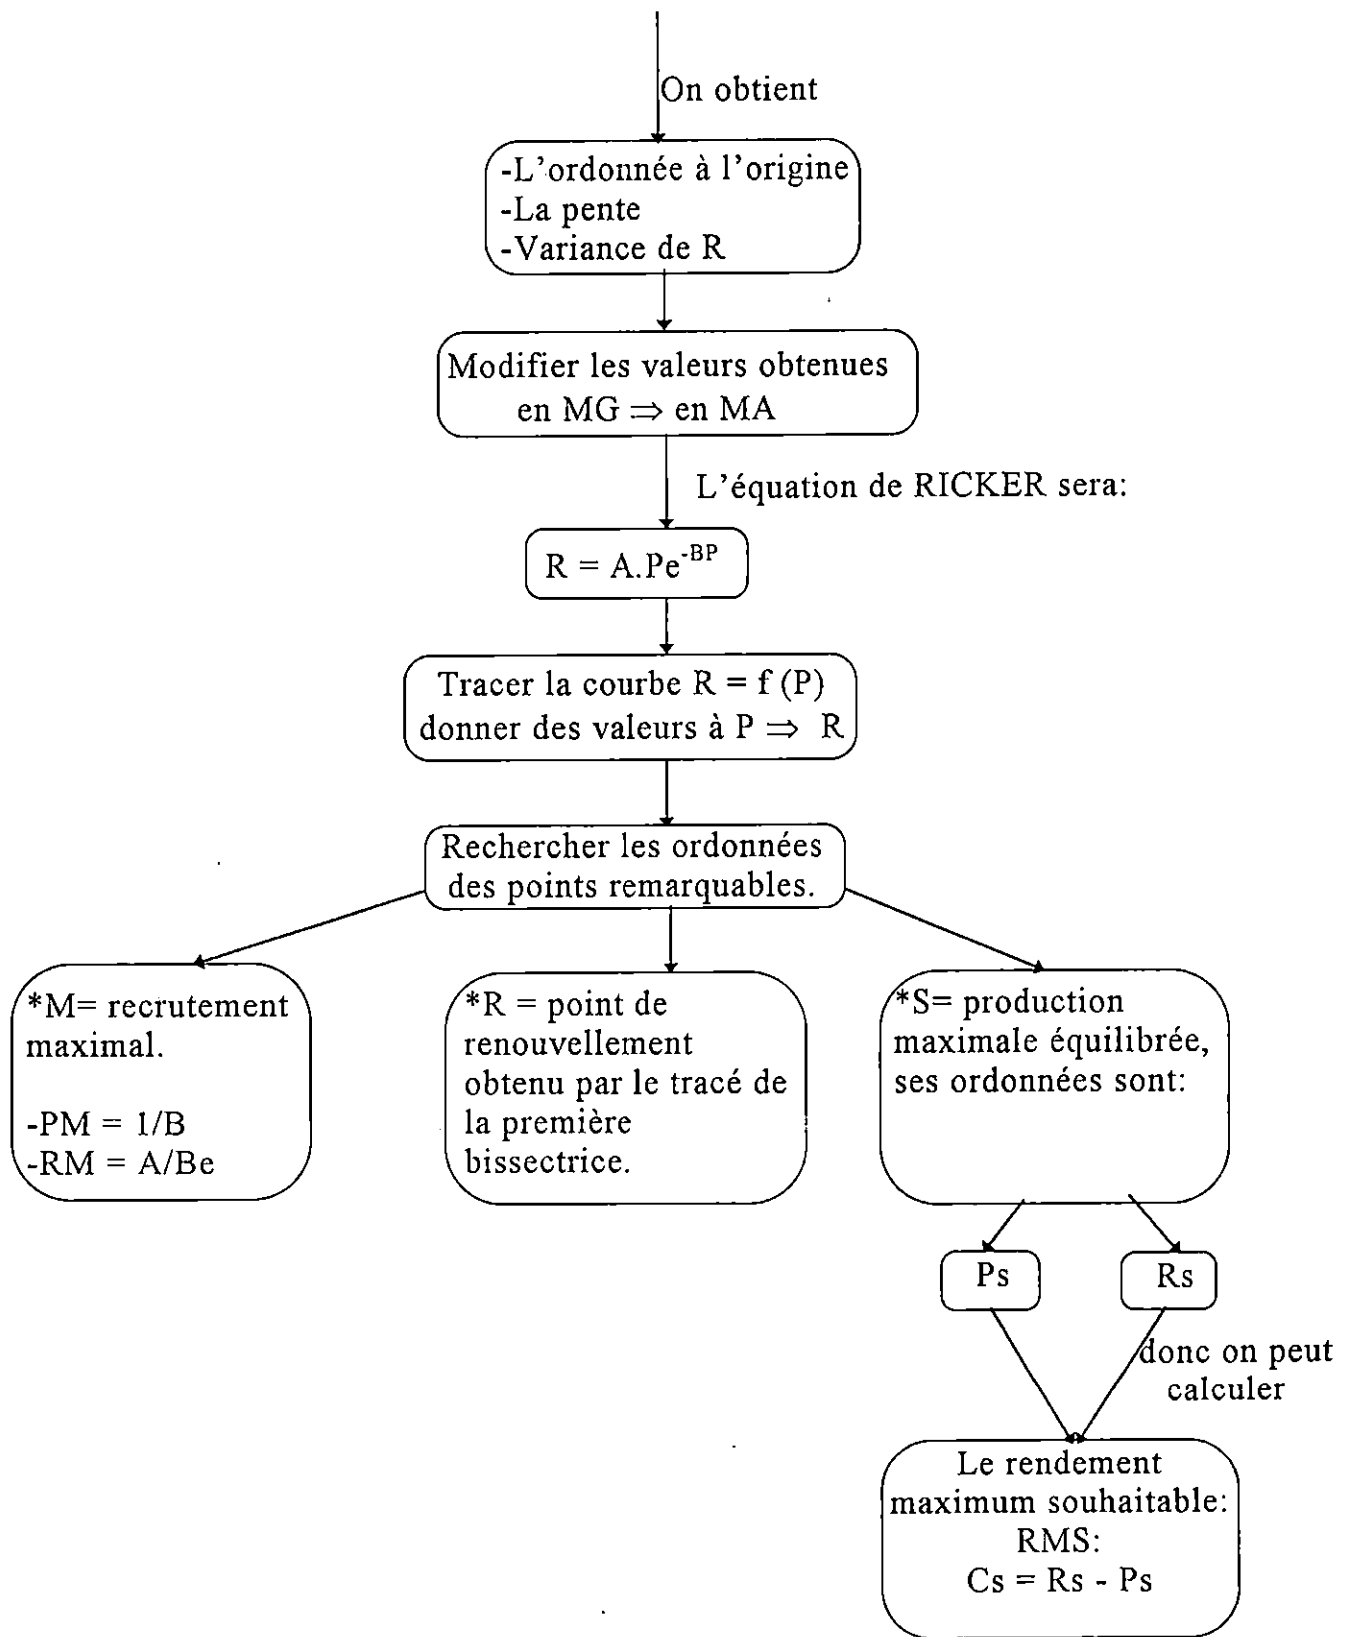 On obtient
-L'ordonnée à l'origine
-La pente
-Variance de R
Modifier les valeurs obtenues
en MG ⇒ en MA
L'équation de RICKER sera:
R = A.Pe^-BP
Tracer la courbe R = f (P)
donner des valeurs à P ⇒ R
Rechercher les ordonnées
des points remarquables.
*M= recrutement
maximal.
-PM = 1/B
-RM = A/Be
*R = point de
renouvellement
obtenu par le tracé de
la première
bissectrice.
*S= production
maximale équilibrée,
ses ordonnées sont:
Ps
Rs
donc on peut
calculer
Le rendement
maximum souhaitable:
RMS:
Cs = Rs - Ps